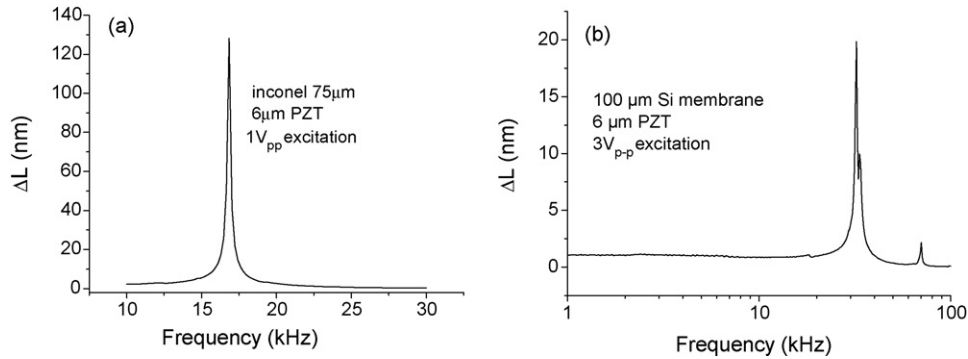 (a)
140
120
100
80
60
40
20
0
ΔL (nm)
inconel 75μm
6μm PZT
1Vpp excitation
10 15 20 25 30
Frequency (kHz)
(b)
20
15
10
5
0
ΔL (nm)
100 μm Si membrane
6 μm PZT
3Vp-p excitation
1 10 100
Frequency (kHz)